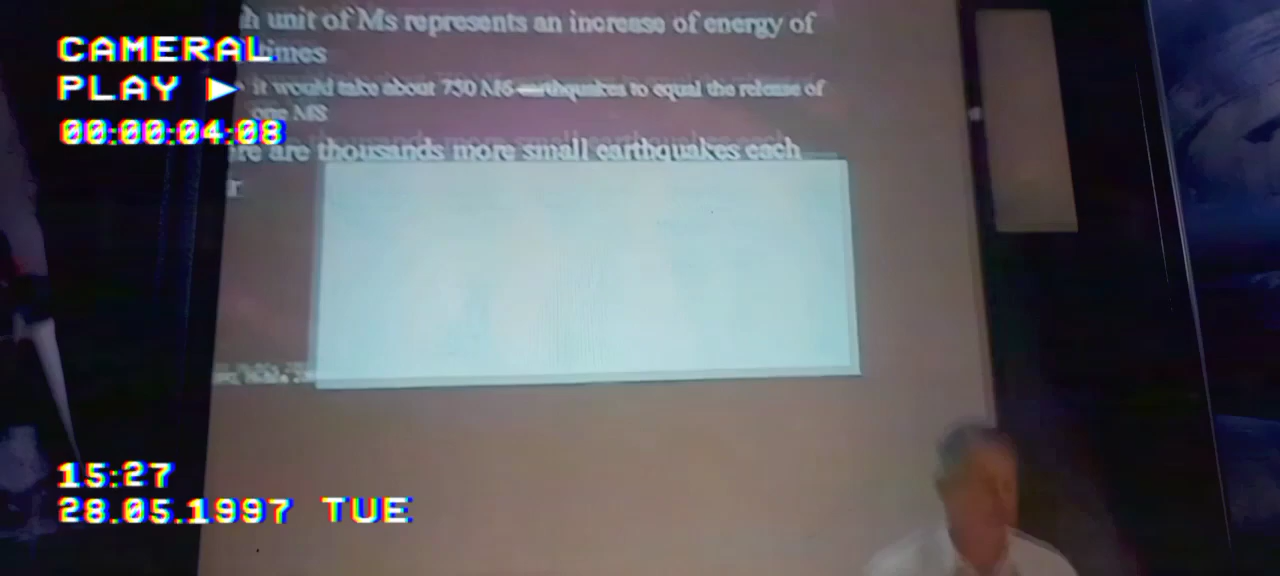 CAMERAL
PLAY ▶
00:00:04:08
h unit of Ms represents an increase of energy of
times
it would take about 750 M6 earthquakes to equal the release of
one M8
re are thousands more small earthquakes each
r
15:27
28.05.1997 TUE